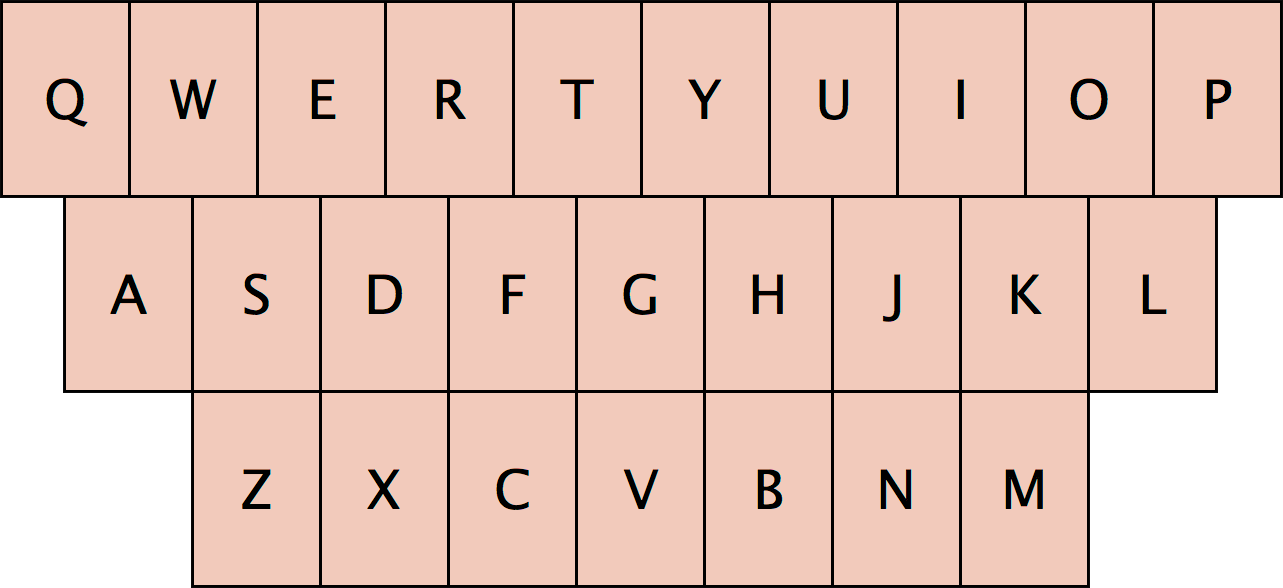 Q W E R T Y U I O P
A S D F G H J K L
Z X C V B N M